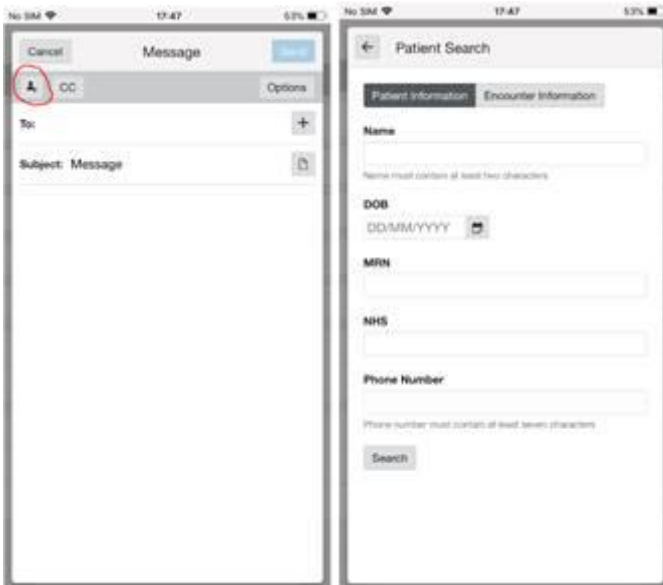 No SIM 17:47 53%
Cancel Message Send
CC Options
To: +
Subject: Message
No SIM 17:47 53%
Patient Search
Patient Information Encounter Information
Name
Name must contain at least two characters
DOB
DD/MM/YYYY
MRN
NHS
Phone Number
Phone number must contain at least seven characters
Search